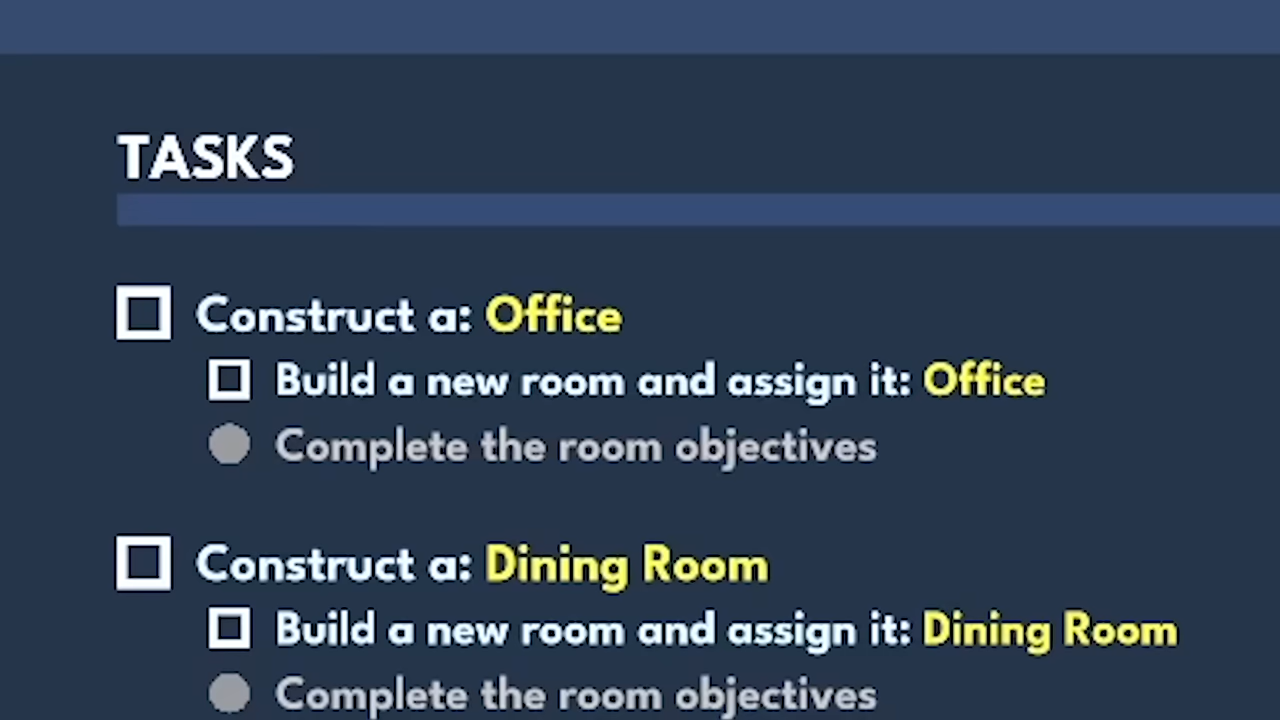 TASKS
Construct a: Office
Build a new room and assign it: Office
Complete the room objectives
Construct a: Dining Room
Build a new room and assign it: Dining Room
Complete the room objectives